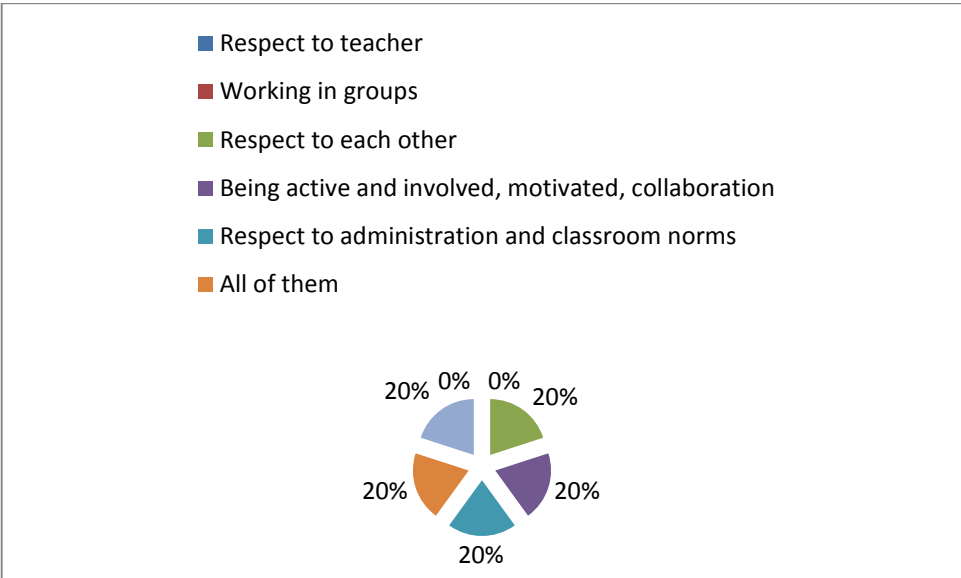 Respect to teacher
Working in groups
Respect to each other
Being active and involved, motivated, collaboration
Respect to administration and classroom norms
All of them
20% 0% 0% 20%
20% 20%
20%